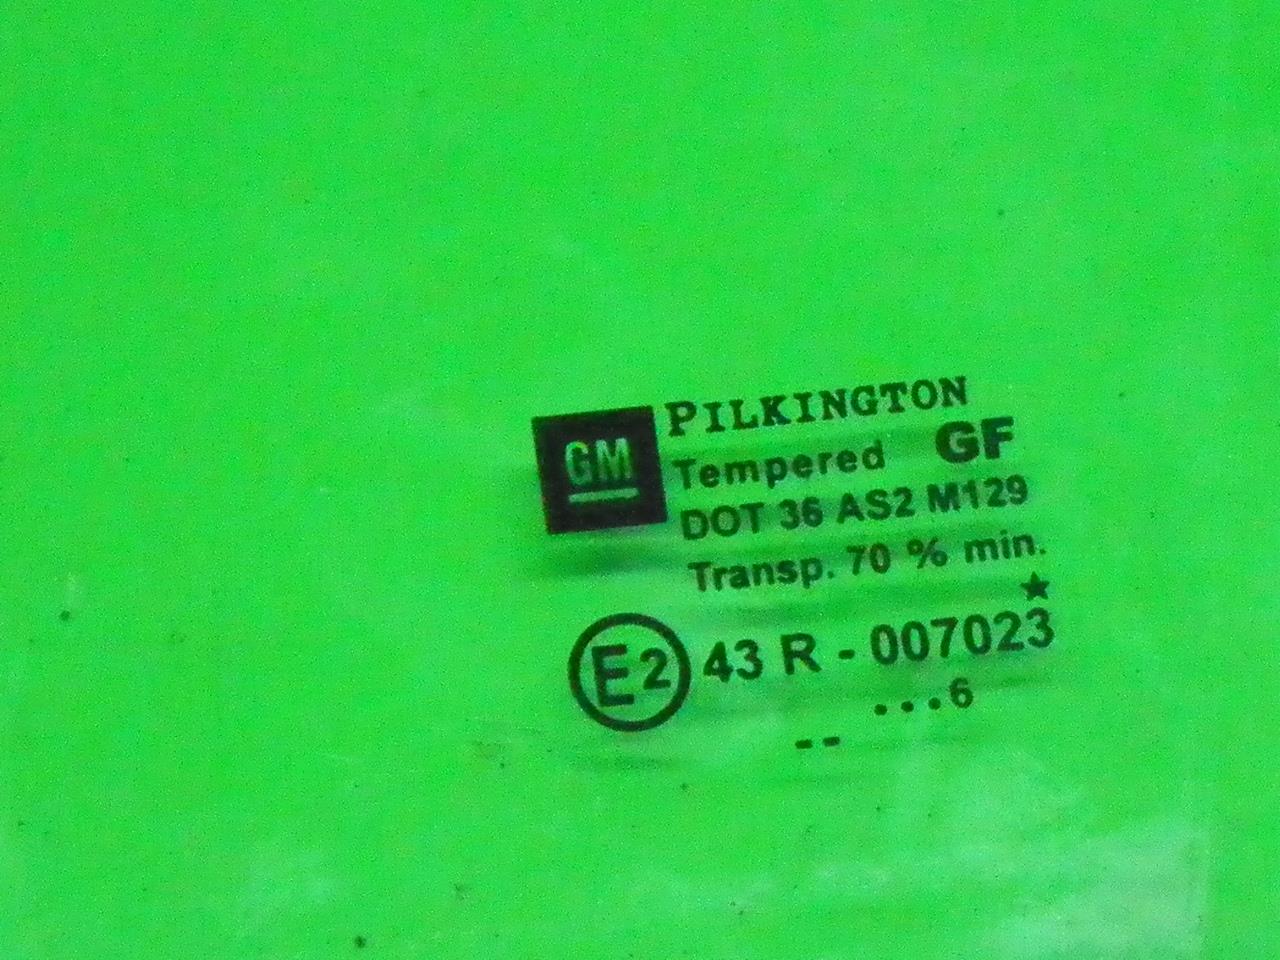 GM
PILKINGTON
Tempered GF
DOT 36 AS2 M129
Transp. 70 % min.
★
E2 43 R - 007023
...6
--